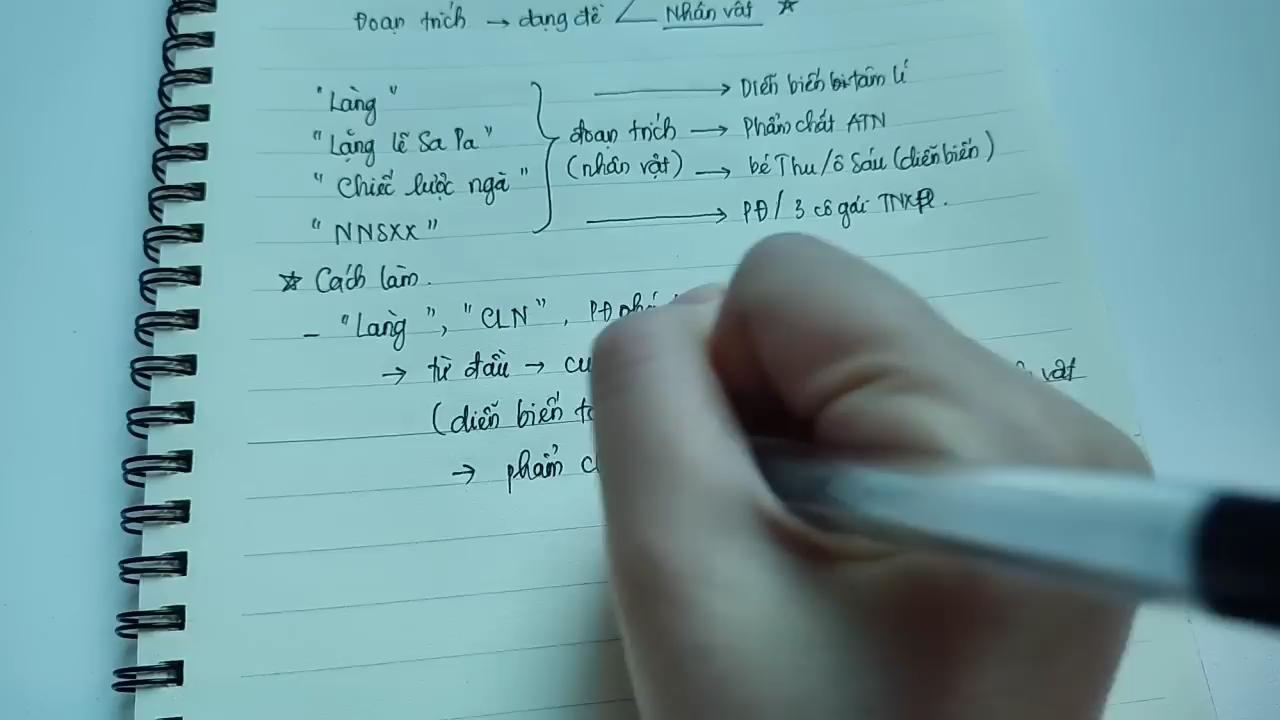 Đoạn trích → dạng đề < Nhân vật ☆
"Làng" → Diễn biến tâm lí
"Lặng lẽ Sa Pa" đoạn trích → Phẩm chất ATN
"Chiếc lược ngà" (nhân vật) → bé Thu/ô Sáu (diễn biến)
"NNSXX" → PĐ/3 cô gái TNXP.
☆ Cách làm.
- "Làng", "CLN", PĐ
→ từ đầu →
(diễn biến vật
→ phẩm